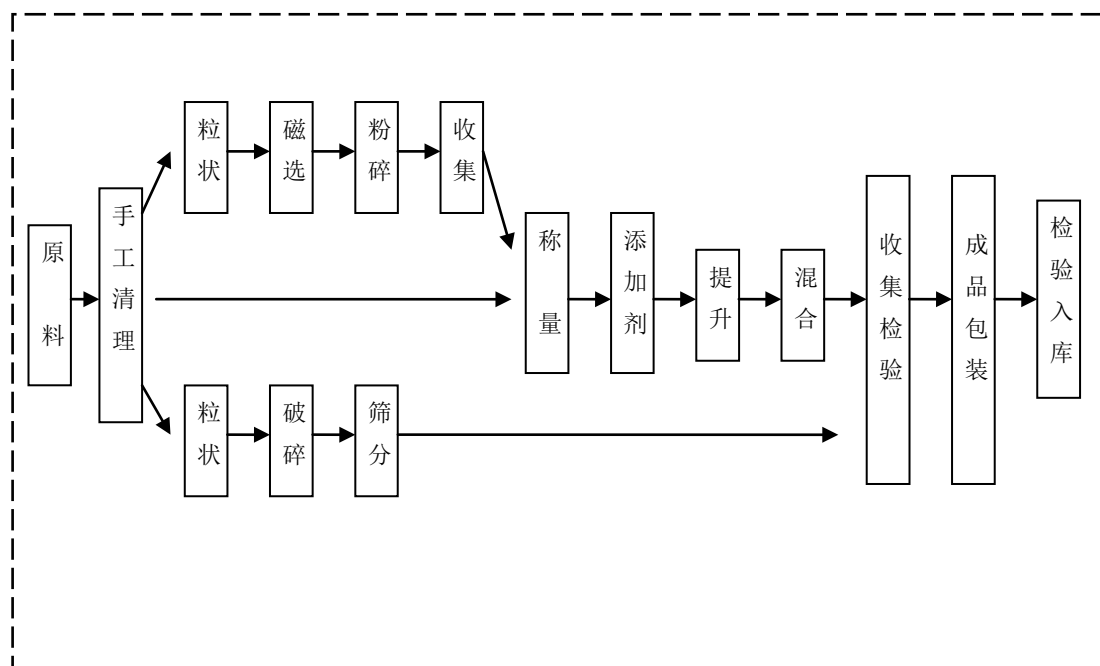 原料
手工清理
粒状
磁选
粉碎
收集
粒状
破碎
筛分
称量
添加剂
提升
混合
收集检验
成品包装
检验入库